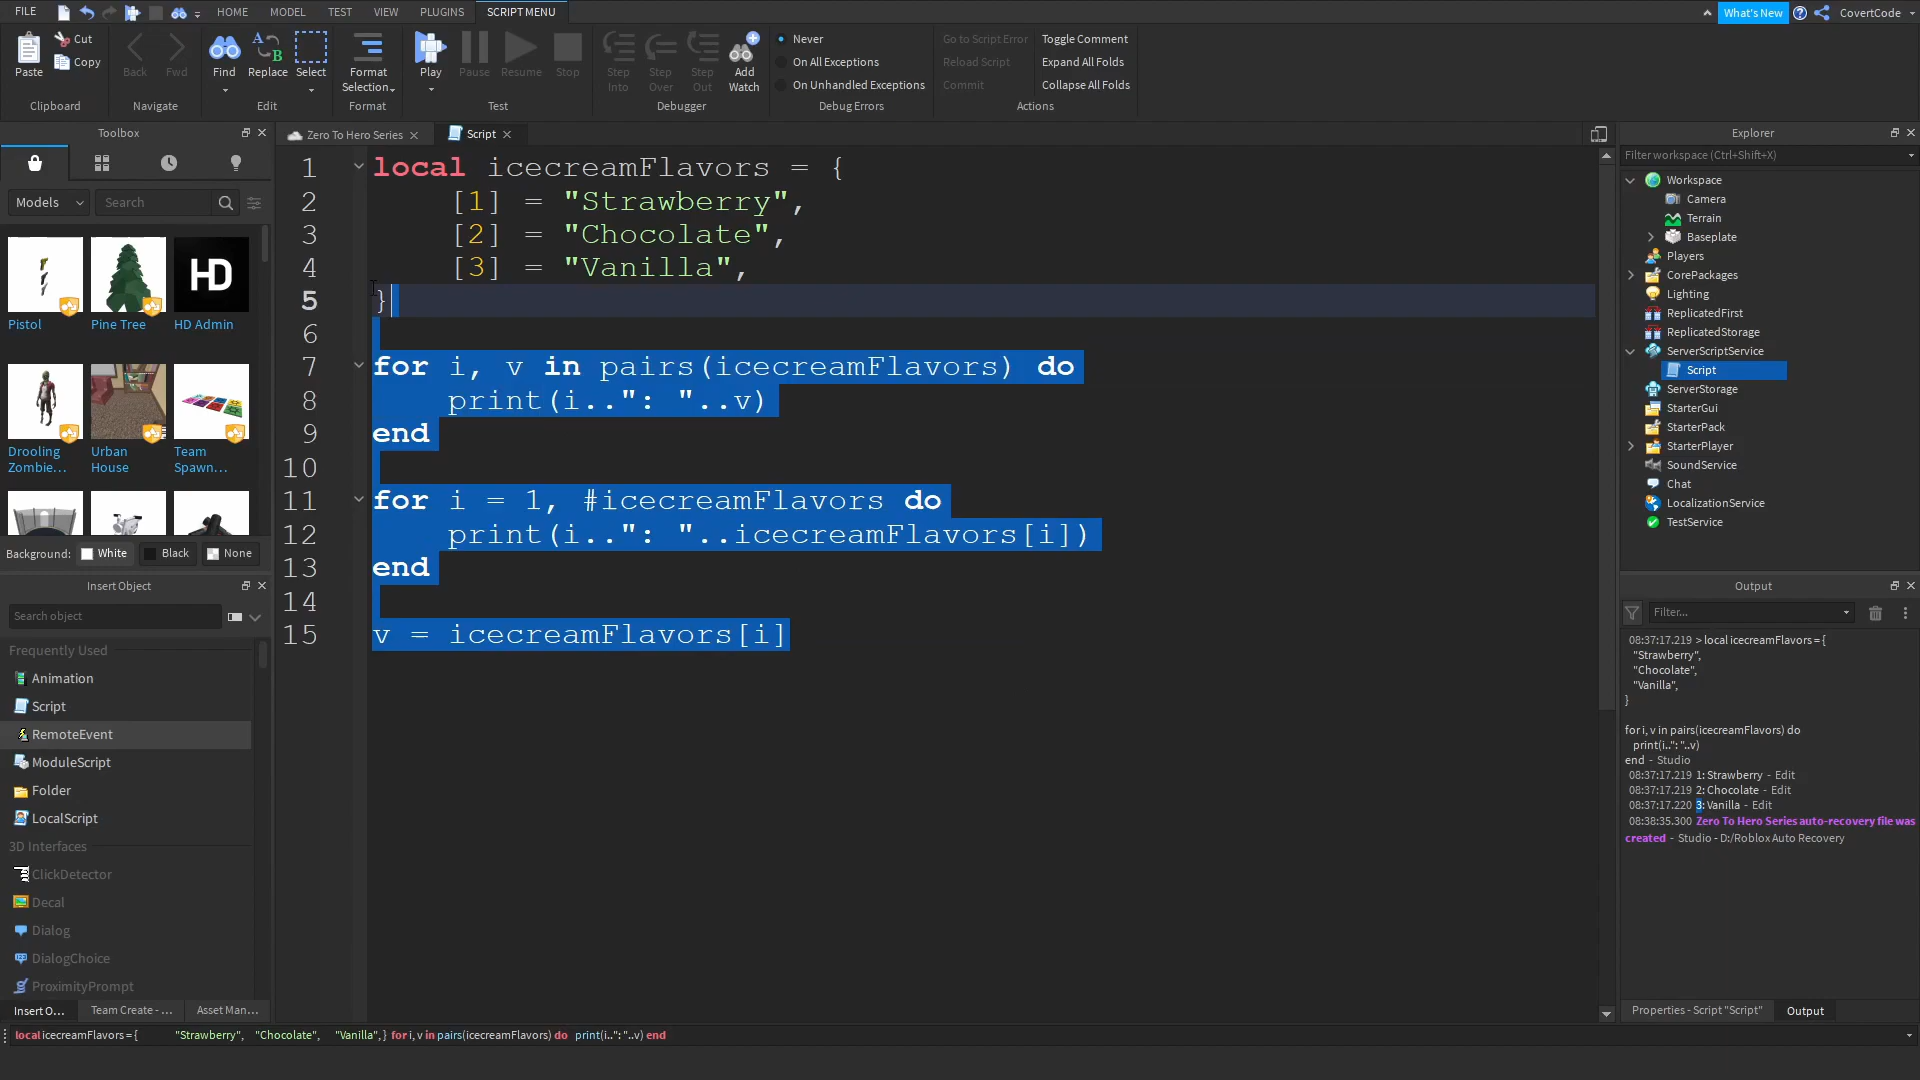 FILE
HOME MODEL TEST VIEW PLUGINS SCRIPT MENU
What's New CovertCode
Paste Cut Copy
Clipboard
Back Fwd
Navigate
Find Replace Select
Edit
Format Selection
Format
Play Pause Resume Stop
Test
Step Into Step Over Step Out Add Watch
Debugger
Never
On All Exceptions
On Unhandled Exceptions
Debug Errors
Go to Script Error
Reload Script
Commit
Toggle Comment
Expand All Folds
Collapse All Folds
Actions
Toolbox
Models Search
HD
Pistol Pine Tree HD Admin
Drooling Zombie... Urban House Team Spawn...
Background: White Black None
Insert Object
Search object
Frequently Used
Animation
Script
RemoteEvent
ModuleScript
Folder
LocalScript
3D Interfaces
ClickDetector
Decal
Dialog
DialogChoice
ProximityPrompt
Insert O... Team Create - ... Asset Man...
Zero To Hero Series Script
1 local icecreamFlavors = {
2 [1] = "Strawberry",
3 [2] = "Chocolate",
4 [3] = "Vanilla",
5 }
6
7 for i, v in pairs(icecreamFlavors) do
8 print(i..": "..v)
9 end
10
11 for i = 1, #icecreamFlavors do
12 print(i..": "..icecreamFlavors[i])
13 end
14
15 v = icecreamFlavors[i]
Explorer
Filter workspace (Ctrl+Shift+X)
Workspace
Camera
Terrain
Baseplate
Players
CorePackages
Lighting
ReplicatedFirst
ReplicatedStorage
ServerScriptService
Script
ServerStorage
StarterGui
StarterPack
StarterPlayer
SoundService
Chat
LocalizationService
TestService
Output
Filter...
08:37:17.219 > local icecreamFlavors = {
"Strawberry",
"Chocolate",
"Vanilla",
}
for i, v in pairs(icecreamFlavors) do
print(i..": "..v)
end - Studio
08:37:17.219 1: Strawberry - Edit
08:37:17.219 2: Chocolate - Edit
08:37:17.220 3: Vanilla - Edit
08:38:35.300 Zero To Hero Series auto-recovery file was
created - Studio - D:/Roblox Auto Recovery
Properties - Script "Script" Output
local icecreamFlavors = { "Strawberry", "Chocolate", "Vanilla", } for i, v in pairs(icecreamFlavors) do print(i..": "..v) end